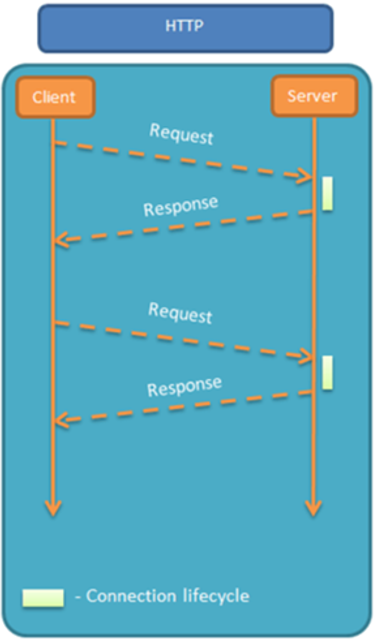 HTTP
Client
Server
Request
Response
Request
Response
- Connection lifecycle